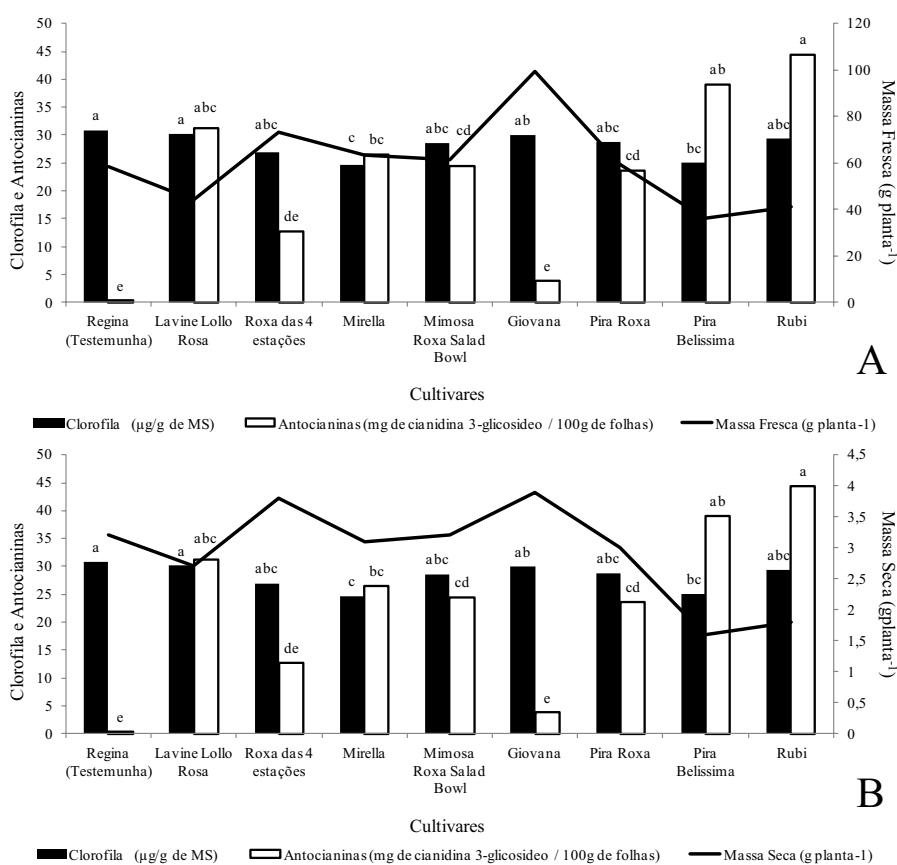 50
45
40
35
30
25
20
15
10
5
0
Clorofila e Antocianinas
120
100
80
60
40
20
0
Massa Fresca (g planta⁻¹)
a
e
a
abc
abc
de
c
bc
abc
cd
ab
e
abc
cd
bc
ab
abc
a
Regina (Testemunha)
Lavine Lollo Rosa
Roxa das 4 estações
Mirella
Mimosa Roxa Salad Bowl
Giovana
Pira Roxa
Pira Belissima
Rubi
A
Cultivares
Clorofila (µg/g de MS)
Antocianinas (mg de cianidina 3-glicosideo / 100g de folhas)
Massa Fresca (g planta-1)
50
45
40
35
30
25
20
15
10
5
0
Clorofila e Antocianinas
4,5
4
3,5
3
2,5
2
1,5
1
0,5
0
Massa Seca (gplanta⁻¹)
a
e
a
abc
abc
de
c
bc
abc
cd
ab
e
abc
cd
bc
ab
abc
a
Regina (Testemunha)
Lavine Lollo Rosa
Roxa das 4 estações
Mirella
Mimosa Roxa Salad Bowl
Giovana
Pira Roxa
Pira Belissima
Rubi
B
Cultivares
Clorofila (µg/g de MS)
Antocianinas (mg de cianidina 3-glicosideo / 100g de folhas)
Massa Seca (g planta-1)